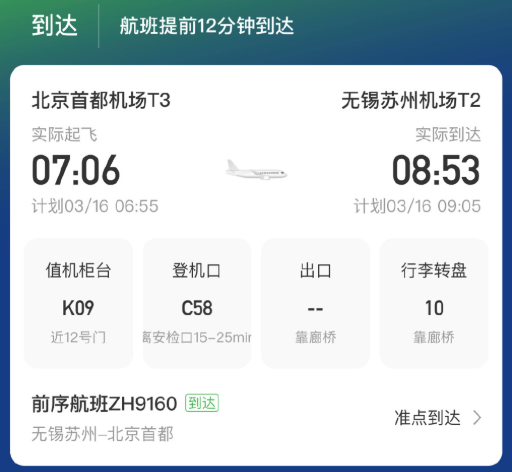 到达 航班提前12分钟到达
北京首都机场T3 无锡苏州机场T2
实际起飞 实际到达
07:06 08:53
计划03/16 06:55 计划03/16 09:05
值机柜台 登机口 出口 行李转盘
K09 C58 -- 10
近12号门 离安检口15-25min 靠廊桥 靠廊桥
前序航班ZH9160 到达
准点到达
无锡苏州-北京首都